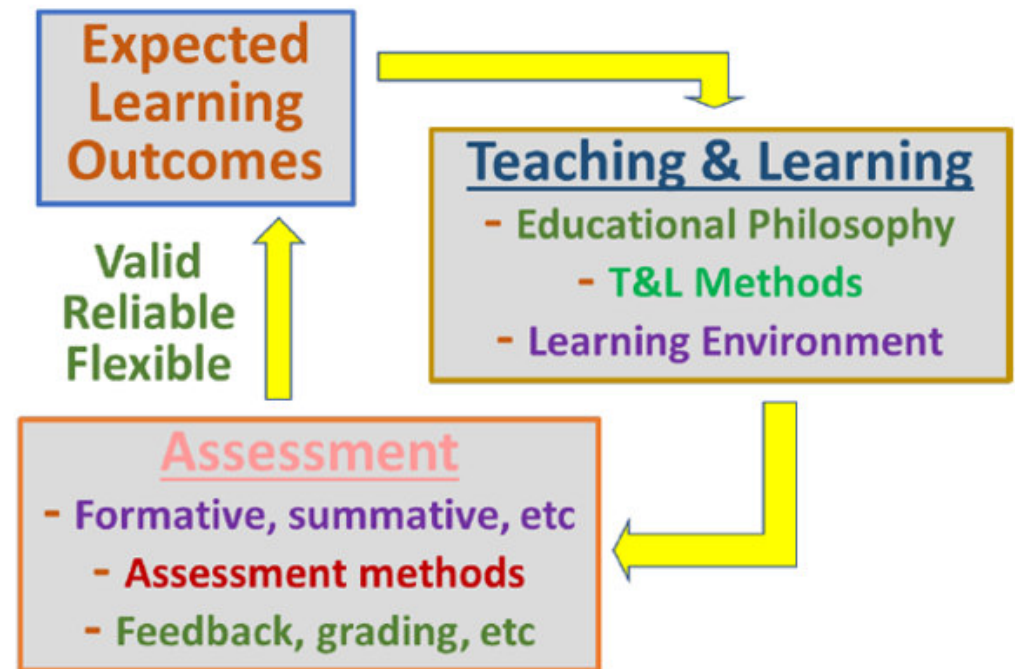 Expected
Learning
Outcomes
Teaching & Learning
- Educational Philosophy
- T&L Methods
- Learning Environment
Valid
Reliable
Flexible
Assessment
- Formative, summative, etc
- Assessment methods
- Feedback, grading, etc